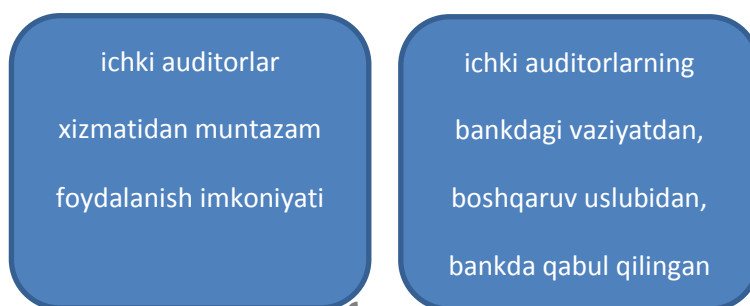 ichki auditorlar
xizmatidan muntazam
foydalanish imkoniyati
ichki auditorlarning
bankdagi vaziyatdan,
boshqaruv uslubidan,
bankda qabul qilingan